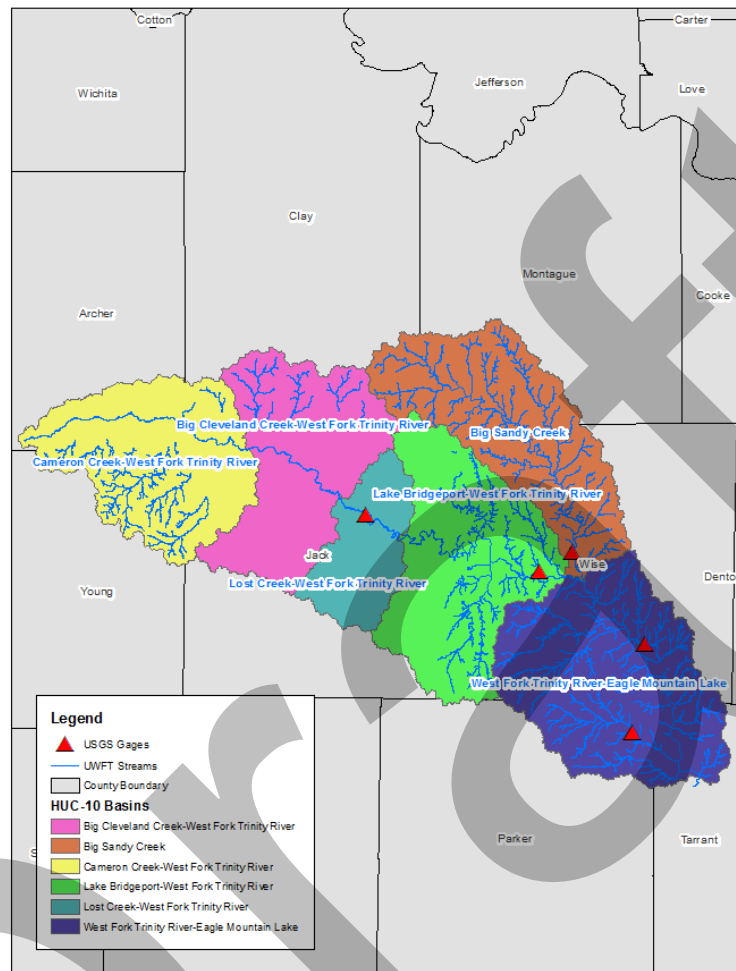 Cotton
Carter
Jefferson
Love
Wichita
Clay
Montague
Cooke
Archer
Big Cleveland Creek-West Fork Trinity River
Big Sandy Creek
Cameron Creek-West Fork Trinity River
Lake Bridgeport-West Fork Trinity River
Jack
Wise
Lost Creek-West Fork Trinity River
Young
Dento
West Fork Trinity River-Eagle Mountain Lake
Parker
Tarrant
S
Legend
USGS Gages
UWFT Streams
County Boundary
HUC-10 Basins
Big Cleveland Creek-West Fork Trinity River
Big Sandy Creek
Cameron Creek-West Fork Trinity River
Lake Bridgeport-West Fork Trinity River
Lost Creek-West Fork Trinity River
West Fork Trinity River-Eagle Mountain Lake